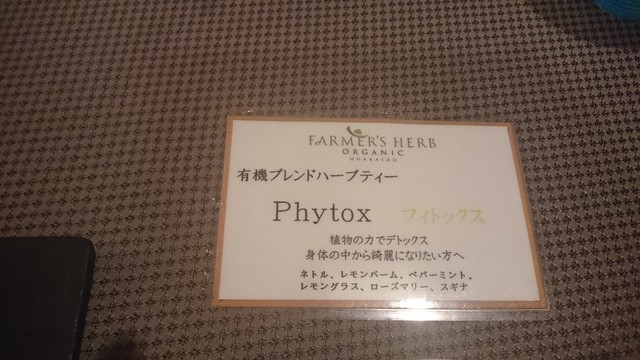 FARMER'S HERB
ORGANIC
HOKKAIDO
有機ブレンドハーブティー
Phytox フィトックス
植物の力でデトックス
身体の中から綺麗になりたい方へ
ネトル、レモンバーム、ペパーミント、
レモングラス、ローズマリー、スギナ